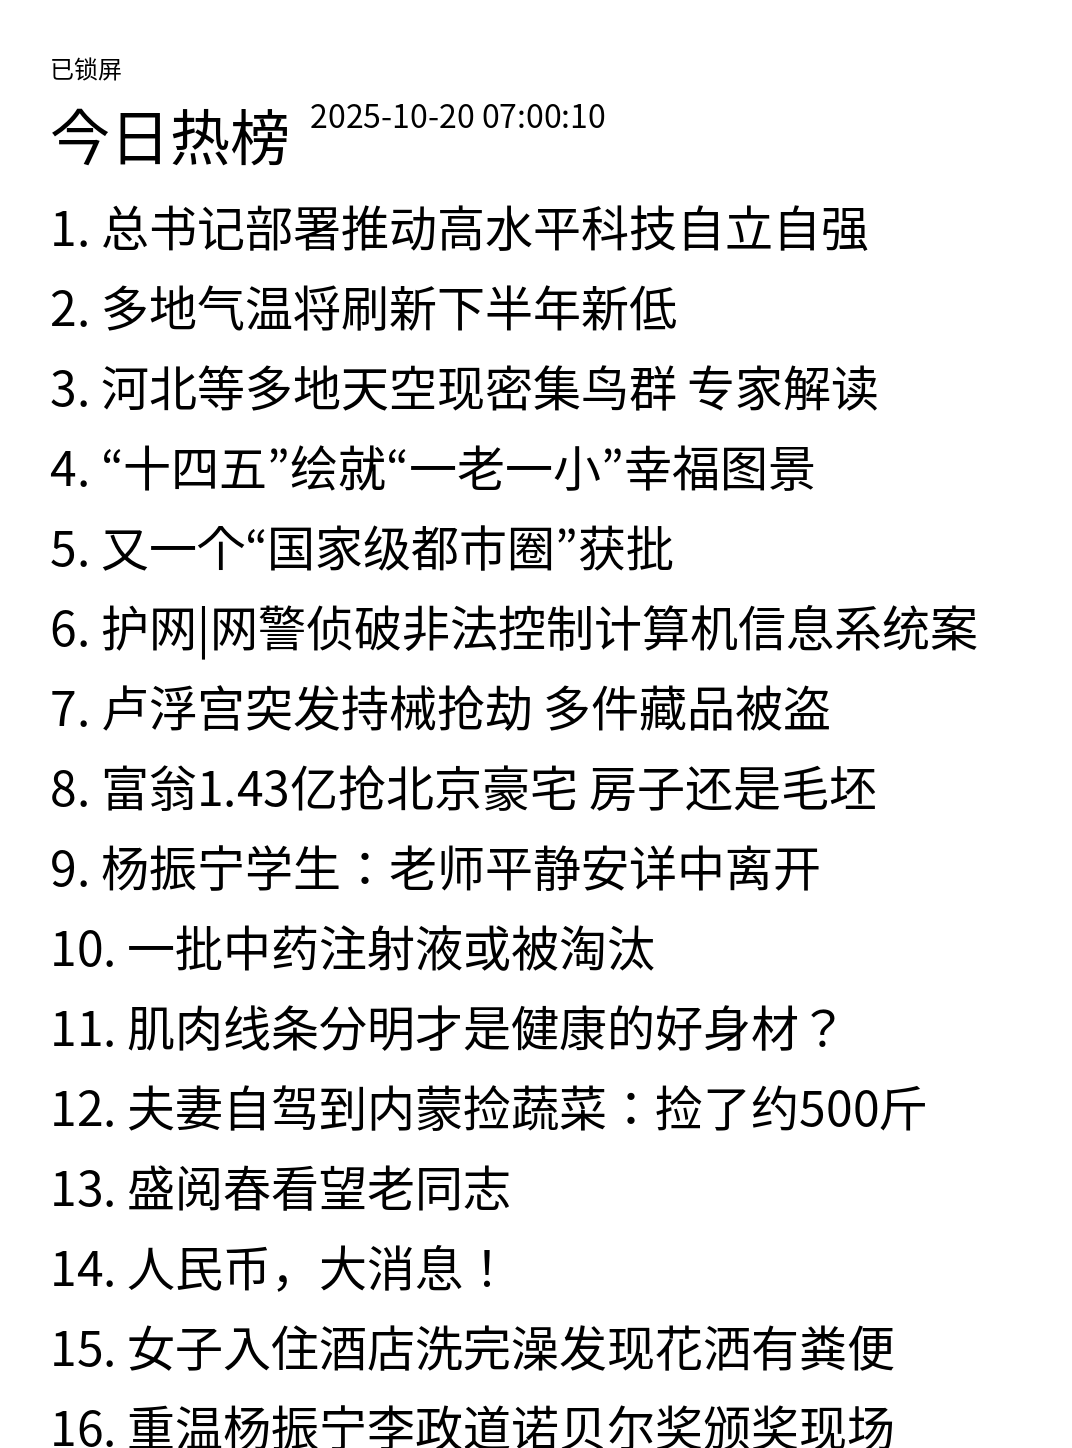 已锁屏
今日热榜 2025-10-20 07:00:10
1. 总书记部署推动高水平科技自立自强
2. 多地气温将刷新下半年新低
3. 河北等多地天空现密集鸟群 专家解读
4. “十四五”绘就“一老一小”幸福图景
5. 又一个“国家级都市圈”获批
6. 护网|网警侦破非法控制计算机信息系统案
7. 卢浮宫突发持械抢劫 多件藏品被盗
8. 富翁1.43亿抢北京豪宅 房子还是毛坯
9. 杨振宁学生：老师平静安详中离开
10. 一批中药注射液或被淘汰
11. 肌肉线条分明才是健康的好身材？
12. 夫妻自驾到内蒙捡蔬菜：捡了约500斤
13. 盛阅春看望老同志
14. 人民币，大消息！
15. 女子入住酒店洗完澡发现花洒有粪便
16. 重温杨振宁李政道诺贝尔奖颁奖现场